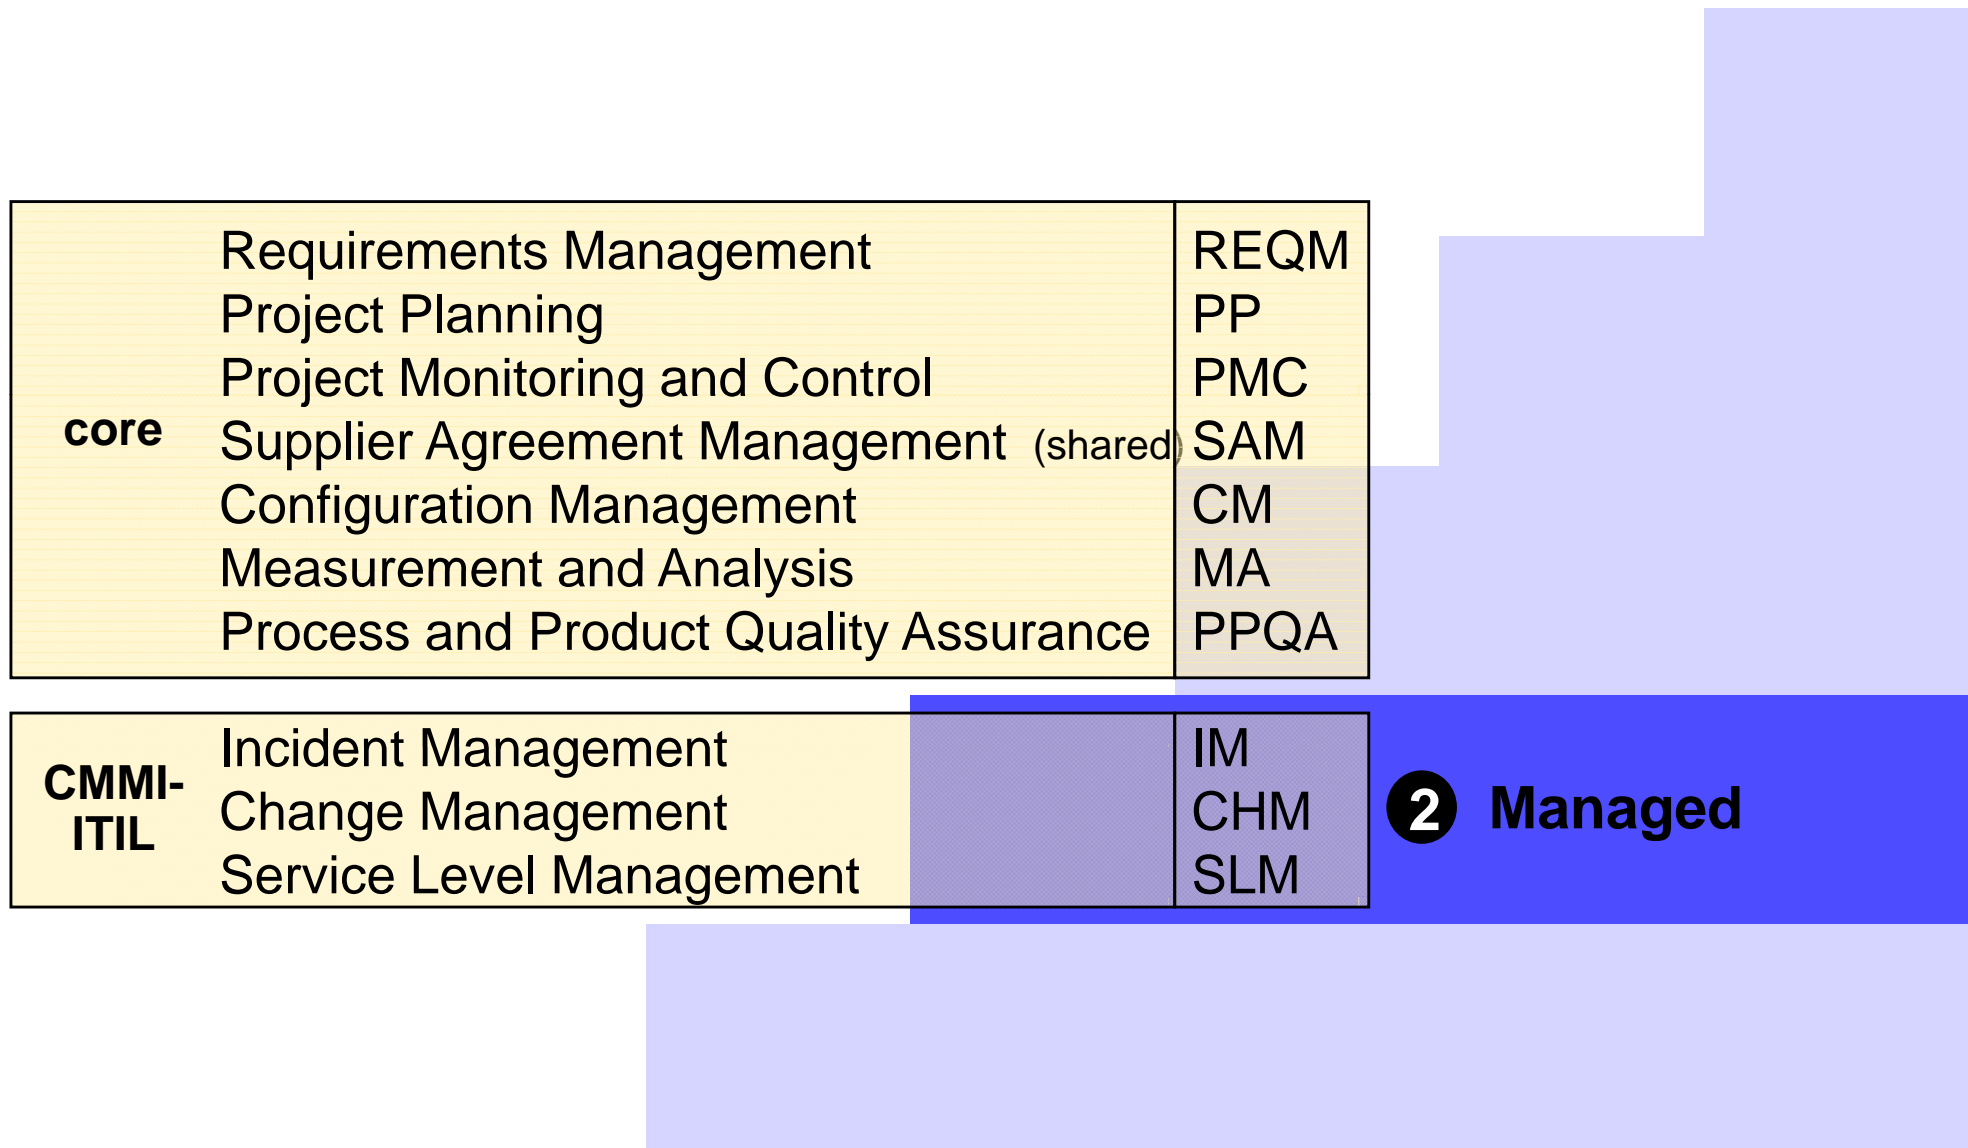 core
Requirements Management REQM
Project Planning PP
Project Monitoring and Control PMC
Supplier Agreement Management (shared) SAM
Configuration Management CM
Measurement and Analysis MA
Process and Product Quality Assurance PPQA
CMMI-
ITIL
Incident Management IM
Change Management CHM
Service Level Management SLM
2 Managed